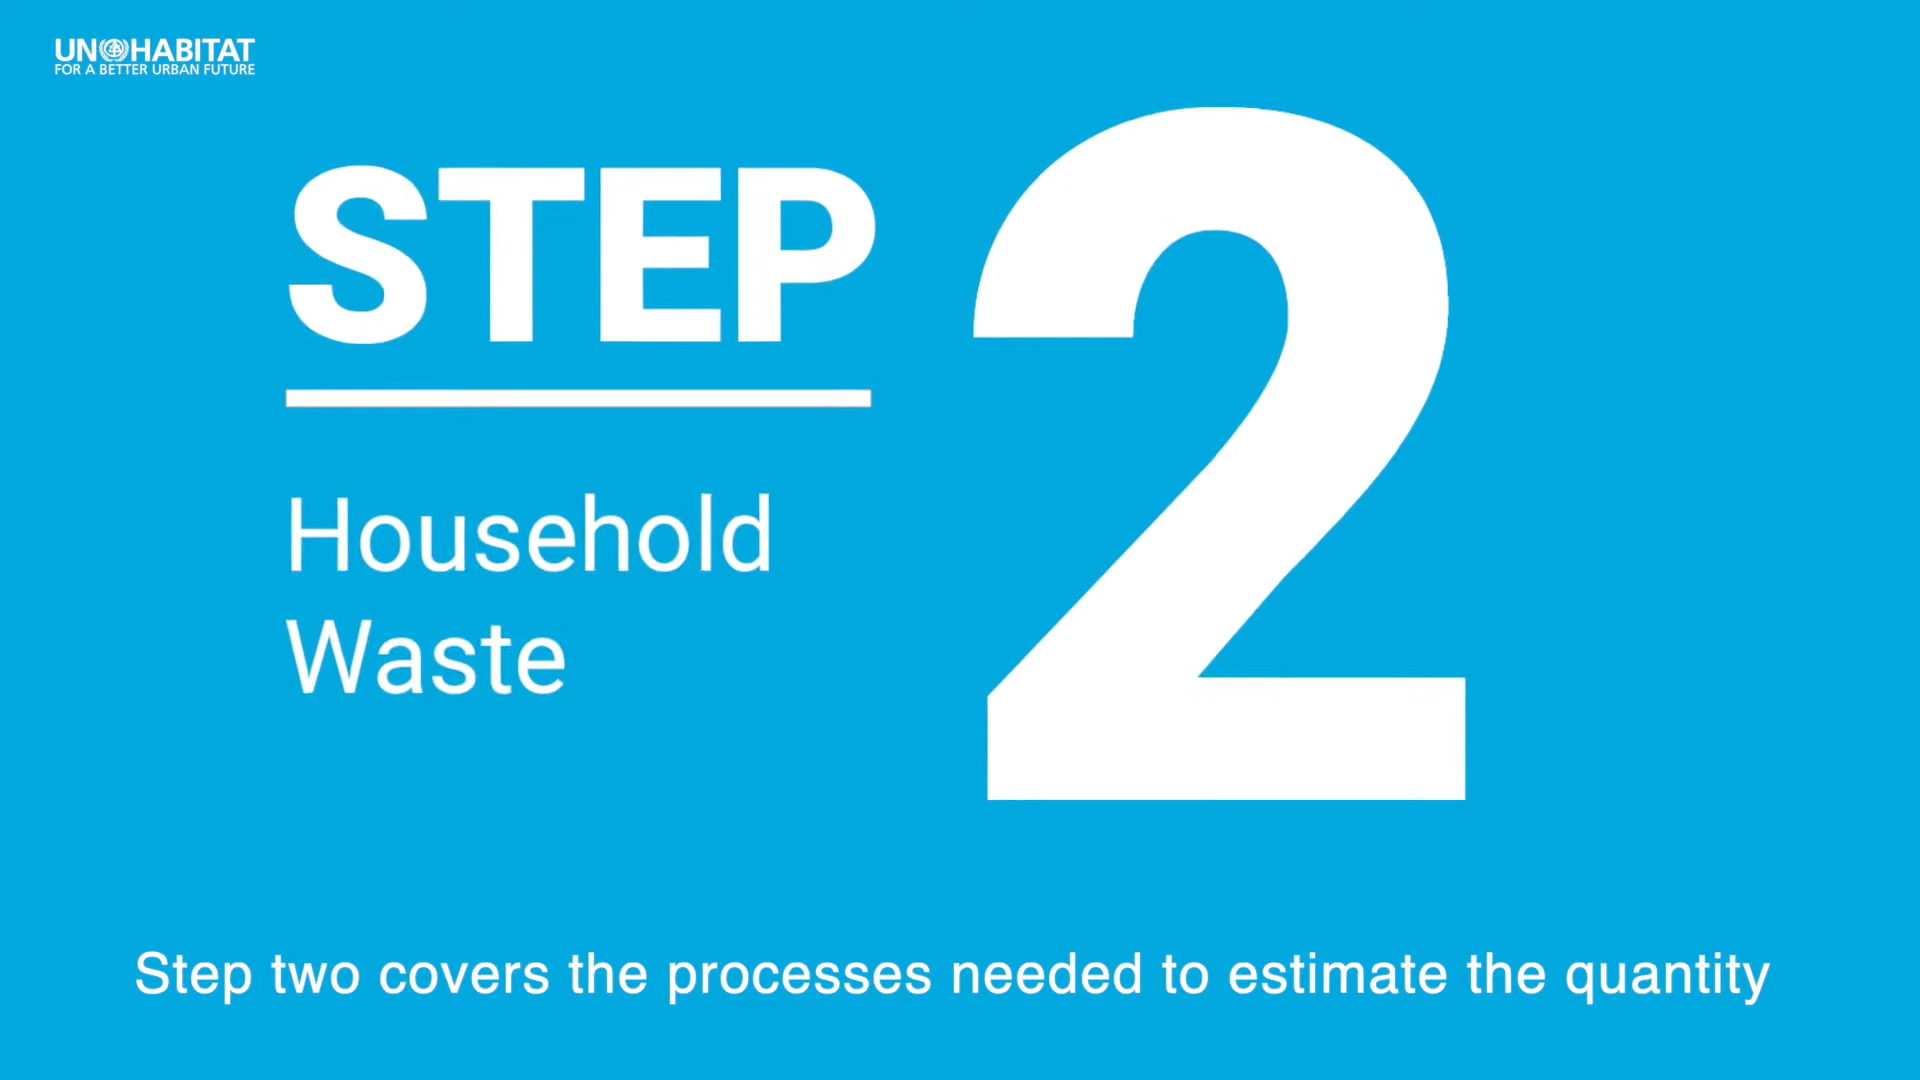 UN HABITAT
FOR A BETTER URBAN FUTURE
STEP 2
Household
Waste
Step two covers the processes needed to estimate the quantity